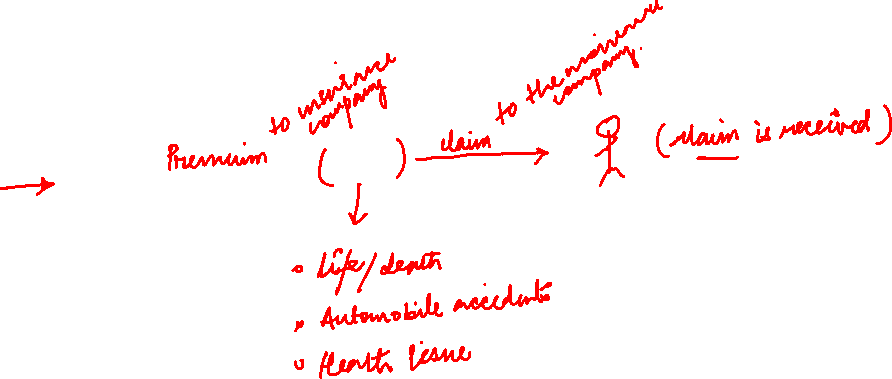 Premium to insurance company ( ) claim to the insurance company (claim is received)
• Life/death
• Automobile accidents
• Health issue